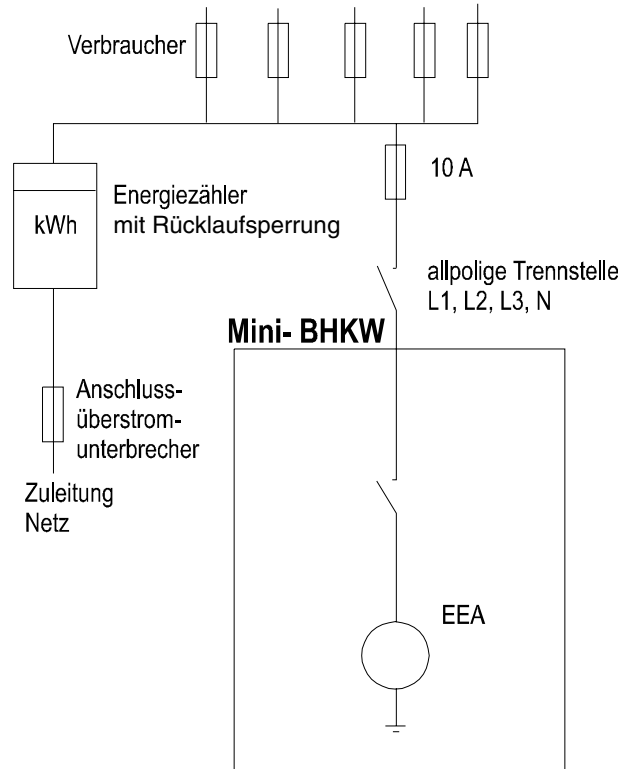 Verbraucher
10 A
Energiezähler
mit Rücklaufsperrung
kWh
allpolige Trennstelle
L1, L2, L3, N
Mini- BHKW
Anschluss-
überstrom-
unterbrecher
Zuleitung
Netz
EEA